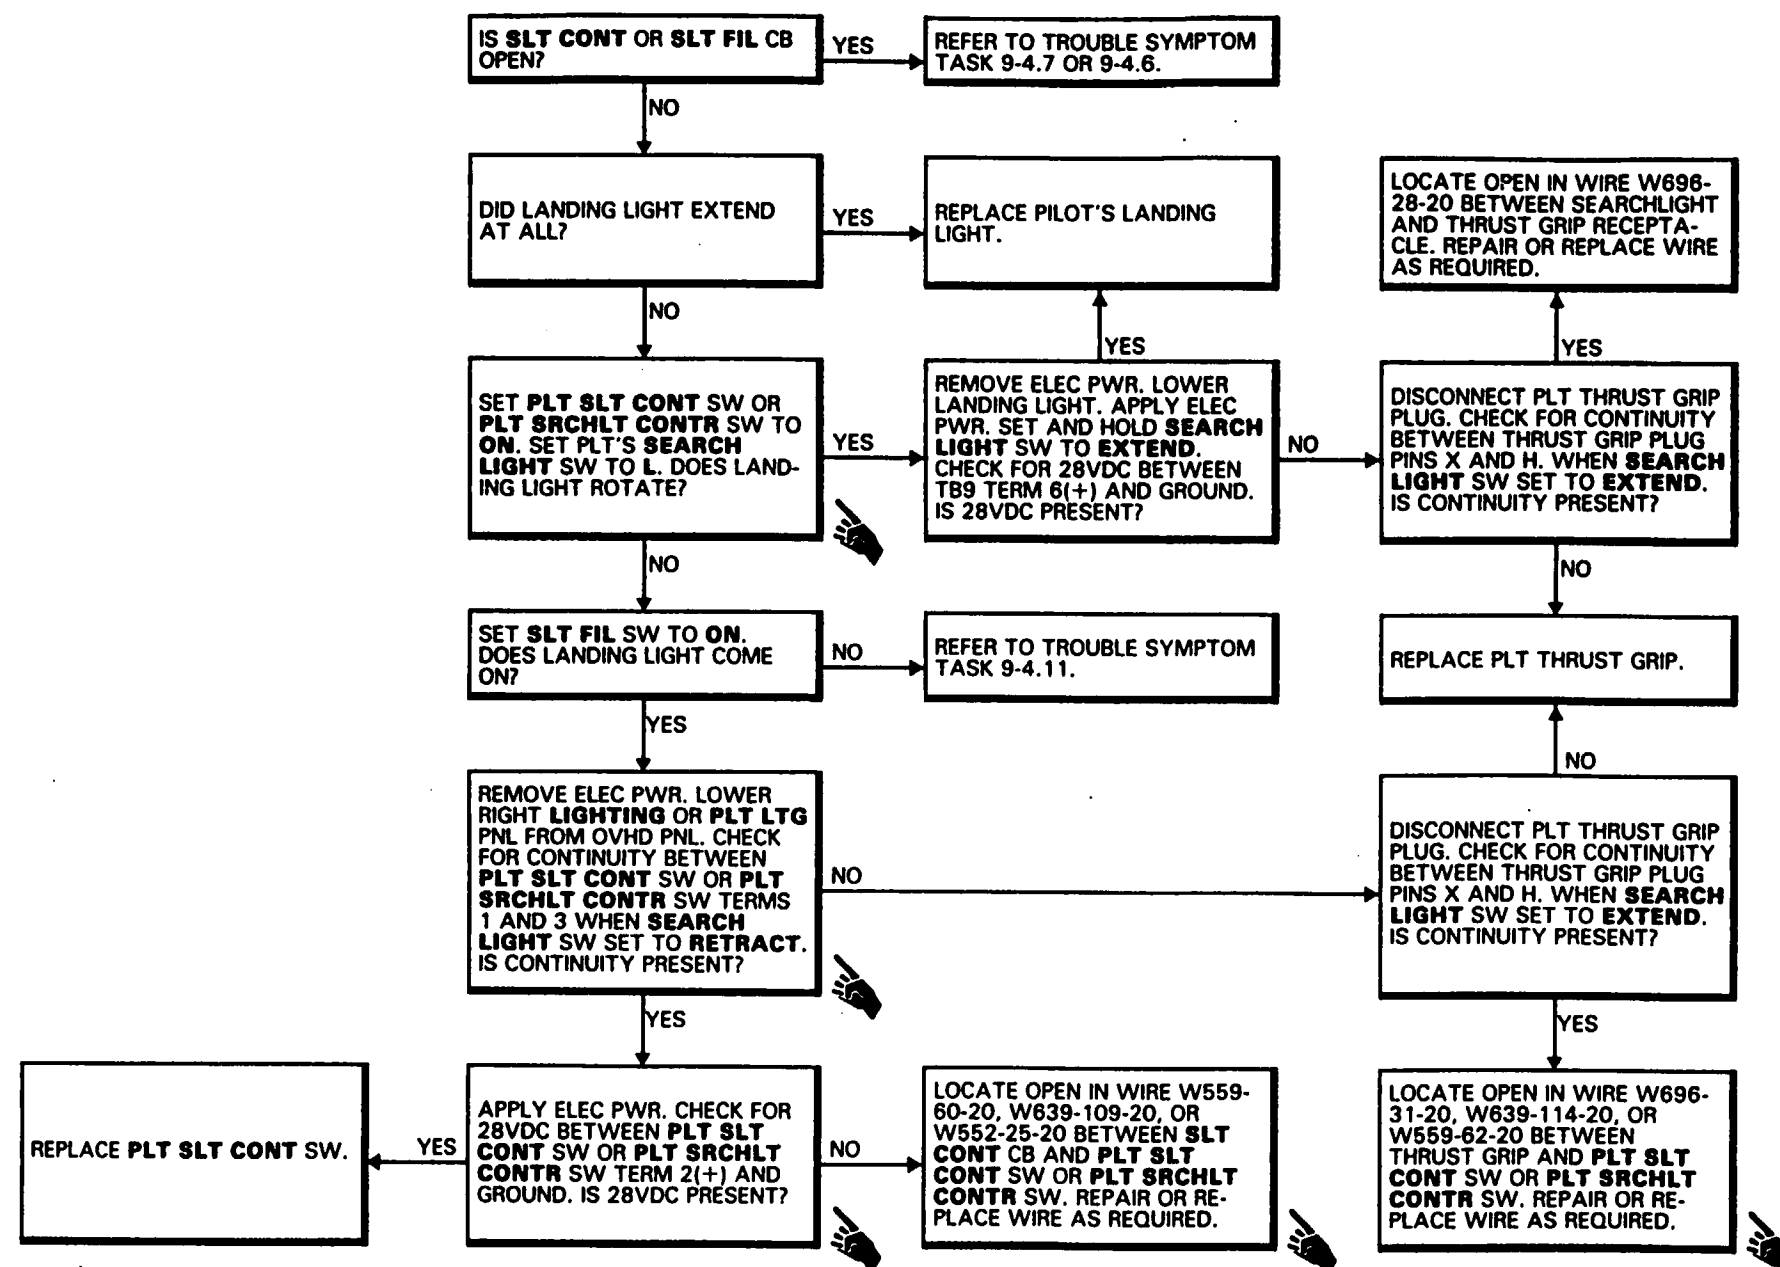 IS SLT CONT OR SLT FIL CB
OPEN?
YES
REFER TO TROUBLE SYMPTOM
TASK 9-4.7 OR 9-4.6.
NO
DID LANDING LIGHT EXTEND
AT ALL?
YES
REPLACE PILOT'S LANDING
LIGHT.
LOCATE OPEN IN WIRE W696-
28-20 BETWEEN SEARCHLIGHT
AND THRUST GRIP RECEPTA-
CLE. REPAIR OR REPLACE WIRE
AS REQUIRED.
NO
YES
YES
SET PLT SLT CONT SW OR
PLT SRCHLT CONTR SW TO
ON. SET PLT'S SEARCH
LIGHT SW TO L. DOES LAND-
ING LIGHT ROTATE?
YES
REMOVE ELEC PWR. LOWER
LANDING LIGHT. APPLY ELEC
PWR. SET AND HOLD SEARCH
LIGHT SW TO EXTEND.
CHECK FOR 28VDC BETWEEN
TB9 TERM 6(+) AND GROUND.
IS 28VDC PRESENT?
NO
DISCONNECT PLT THRUST GRIP
PLUG. CHECK FOR CONTINUITY
BETWEEN THRUST GRIP PLUG
PINS X AND H. WHEN SEARCH
LIGHT SW SET TO EXTEND.
IS CONTINUITY PRESENT?
NO
NO
SET SLT FIL SW TO ON.
DOES LANDING LIGHT COME
ON?
NO
REFER TO TROUBLE SYMPTOM
TASK 9-4.11.
REPLACE PLT THRUST GRIP.
YES
NO
REMOVE ELEC PWR. LOWER
RIGHT LIGHTING OR PLT LTG
PNL FROM OVHD PNL. CHECK
FOR CONTINUITY BETWEEN
PLT SLT CONT SW OR PLT
SRCHLT CONTR SW TERMS
1 AND 3 WHEN SEARCH
LIGHT SW SET TO RETRACT.
IS CONTINUITY PRESENT?
NO
DISCONNECT PLT THRUST GRIP
PLUG. CHECK FOR CONTINUITY
BETWEEN THRUST GRIP PLUG
PINS X AND H. WHEN SEARCH
LIGHT SW SET TO EXTEND.
IS CONTINUITY PRESENT?
YES
YES
REPLACE PLT SLT CONT SW.
YES
APPLY ELEC PWR. CHECK FOR
28VDC BETWEEN PLT SLT
CONT SW OR PLT SRCHLT
CONTR SW TERM 2(+) AND
GROUND. IS 28VDC PRESENT?
NO
LOCATE OPEN IN WIRE W559-
60-20, W639-109-20, OR
W552-25-20 BETWEEN SLT
CONT CB AND PLT SLT
CONT SW OR PLT SRCHLT
CONTR SW. REPAIR OR RE-
PLACE WIRE AS REQUIRED.
LOCATE OPEN IN WIRE W696-
31-20, W639-114-20, OR
W559-62-20 BETWEEN
THRUST GRIP AND PLT SLT
CONT SW OR PLT SRCHLT
CONTR SW. REPAIR OR RE-
PLACE WIRE AS REQUIRED.